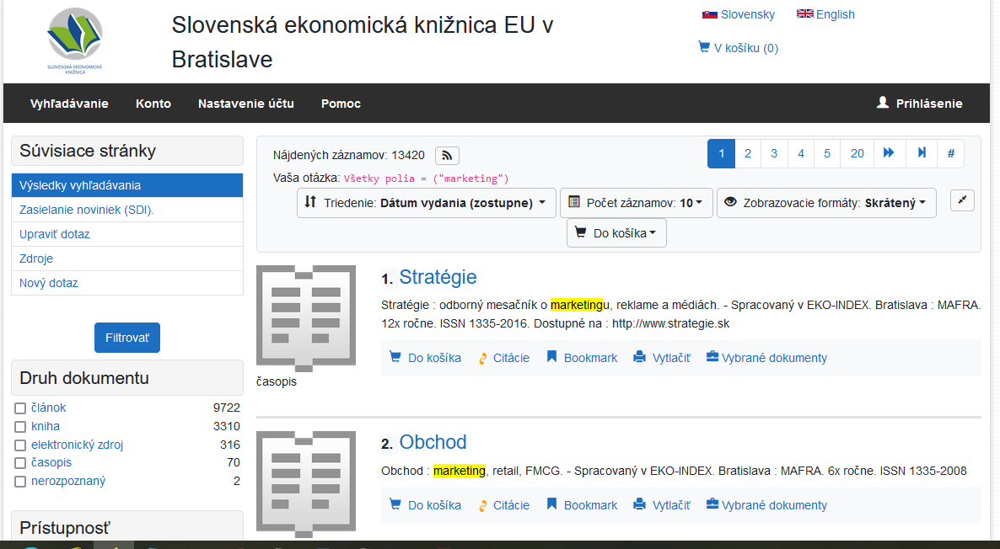 SLOVENSKÁ EKONOMICKÁ
KNIŽNICA
Slovenská ekonomická knižnica EU v
Bratislave
Slovensky English
V košíku (0)
Vyhľadávanie Konto Nastavenie účtu Pomoc Prihlásenie
Súvisiace stránky
Výsledky vyhľadávania
Zasielanie noviniek (SDI).
Upraviť dotaz
Zdroje
Nový dotaz
Filtrovať
Druh dokumentu
článok 9722
kniha 3310
elektronický zdroj 316
časopis 70
nerozpoznaný 2
Prístupnosť
Nájdených záznamov: 13420
1 2 3 4 5 20 #
Vaša otázka: Všetky polia = ("marketing")
Triedenie: Dátum vydania (zostupne) Počet záznamov: 10 Zobrazovacie formáty: Skrátený
Do košíka
1. Stratégie
Stratégie : odborný mesačník o marketingu, reklame a médiách. - Spracovaný v EKO-INDEX. Bratislava : MAFRA.
12x ročne. ISSN 1335-2016. Dostupné na : http://www.strategie.sk
Do košíka Citácie Bookmark Vytlačiť Vybrané dokumenty
časopis
2. Obchod
Obchod : marketing, retail, FMCG. - Spracovaný v EKO-INDEX. Bratislava : MAFRA. 6x ročne. ISSN 1335-2008
Do košíka Citácie Bookmark Vytlačiť Vybrané dokumenty